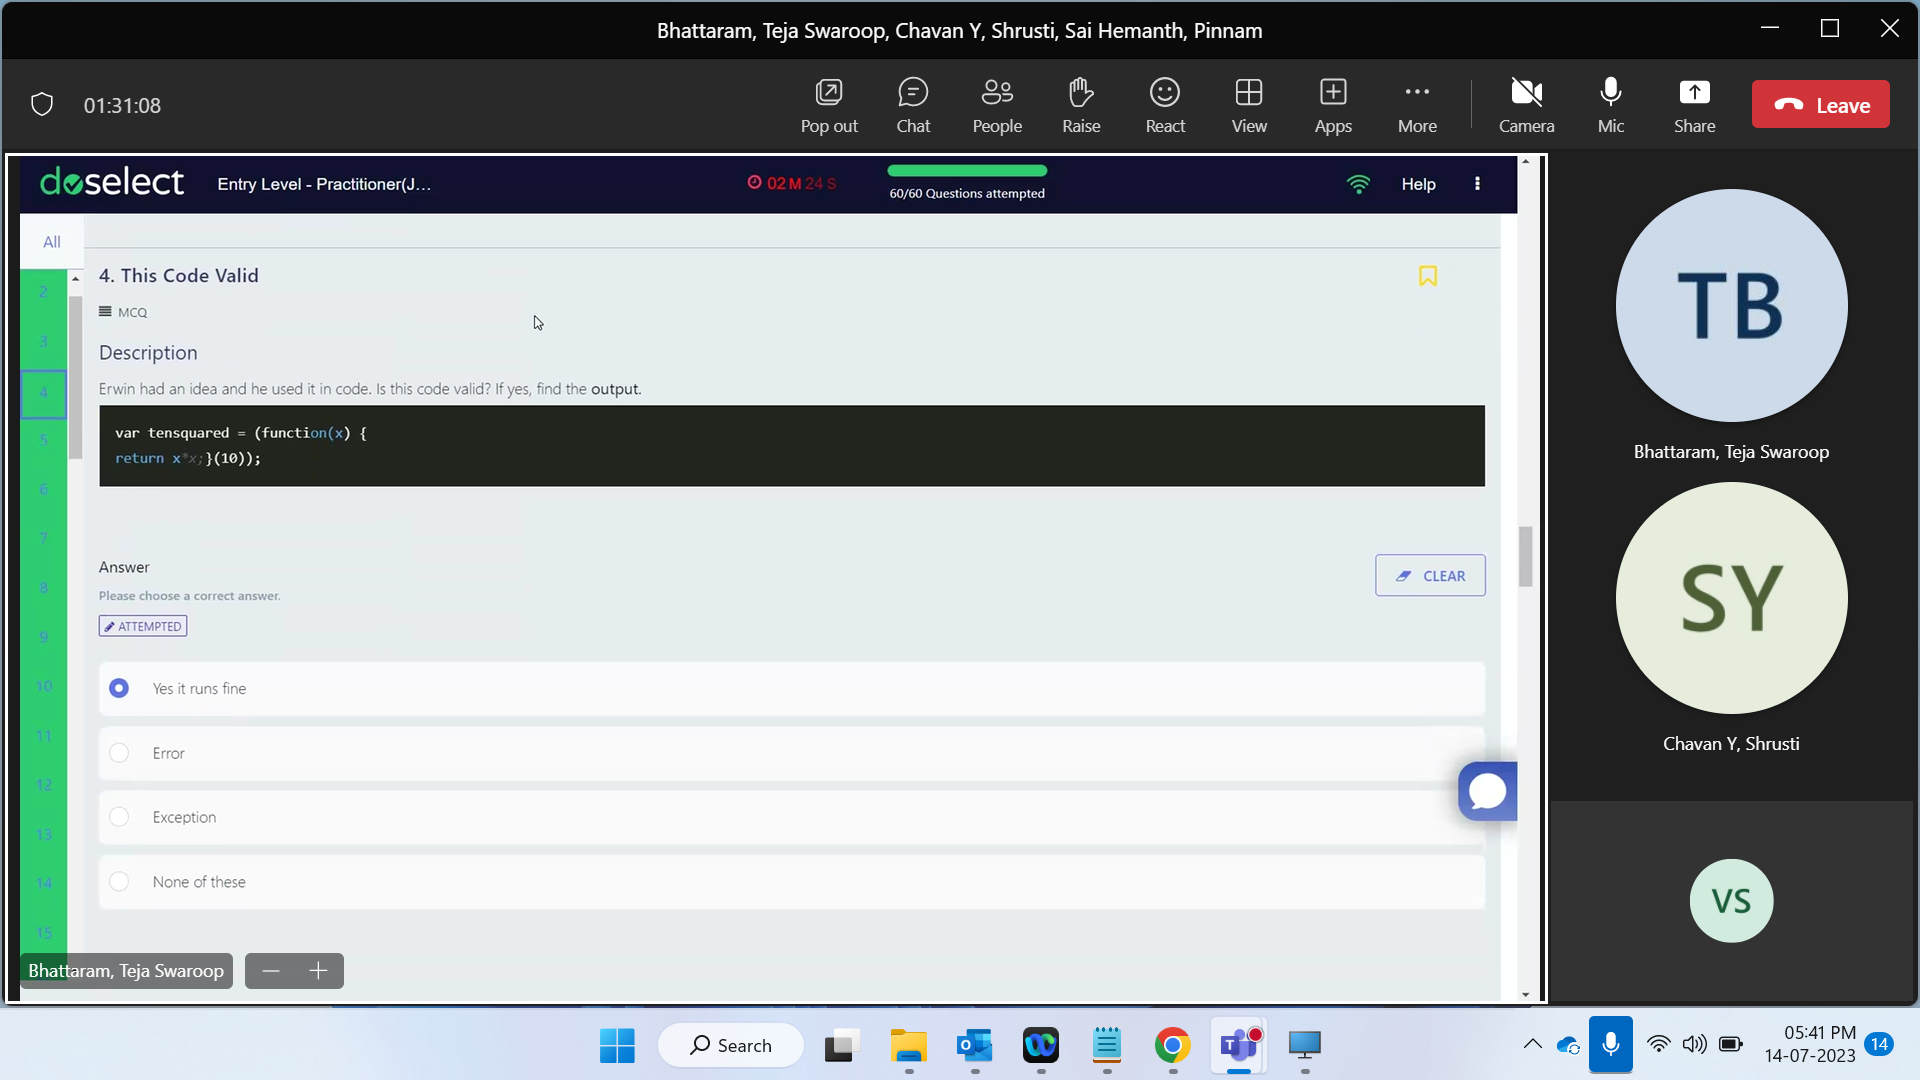 Bhattaram, Teja Swaroop, Chavan Y, Shrusti, Sai Hemanth, Pinnam
01:31:08
Pop out
Chat
People
Raise
React
View
Apps
More
Camera
Mic
Share
Leave
doselect
Entry Level - Practitioner(J...
02 M 24 S
60/60 Questions attempted
Help
All
2
3
4
5
6
7
8
9
10
11
12
13
14
15
4. This Code Valid
MCQ
Description
Erwin had an idea and he used it in code. Is this code valid? If yes, find the output.
var tensquared = (function(x) {
return x*x;}(10));
Answer
Please choose a correct answer.
ATTEMPTED
CLEAR
Yes it runs fine
Error
Exception
None of these
Bhattaram, Teja Swaroop
TB
Bhattaram, Teja Swaroop
SY
Chavan Y, Shrusti
VS
Search
05:41 PM
14-07-2023
14